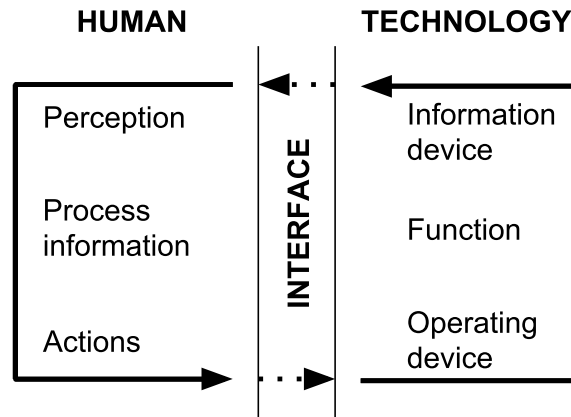 HUMAN
TECHNOLOGY
Perception
Process
information
Actions
INTERFACE
Information
device
Function
Operating
device